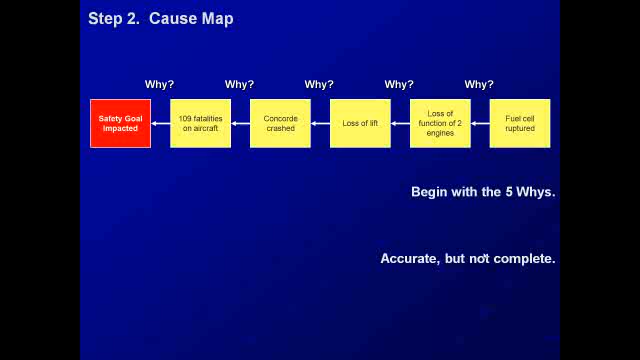 Step 2.  Cause Map
Why? Why? Why? Why? Why?
Safety Goal
Impacted
109 fatalities
on aircraft
Concorde
crashed
Loss of lift
Loss of
function of 2
engines
Fuel cell
ruptured
Begin with the 5 Whys.
Accurate, but not complete.